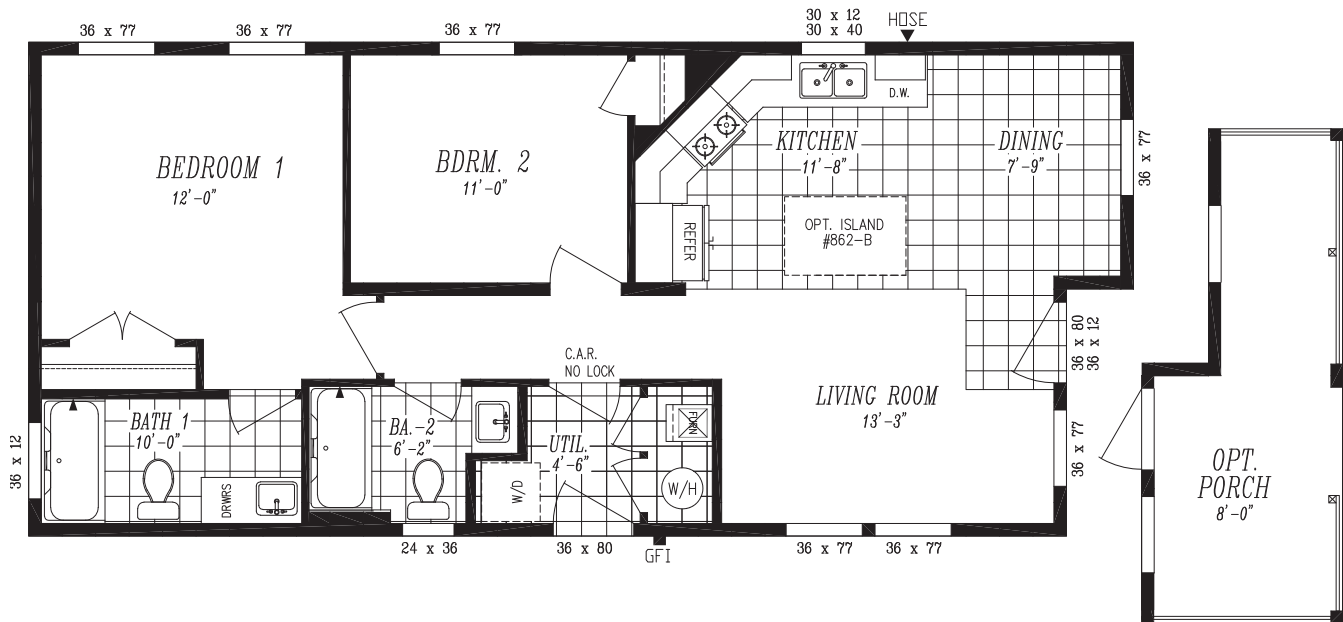 36 x 77
36 x 77
36 x 77
30 x 12
30 x 40
HOSE
D.W.
BEDROOM 1
12'-0"
BDRM. 2
11'-0"
KITCHEN
11'-8"
DINING
7'-9"
36 x 77
REFER
OPT. ISLAND
#862-B
36 x 80
36 x 12
C.A.R.
NO LOCK
LIVING ROOM
13'-3"
36 x 77
BATH 1
10'-0"
36 x 12
DRWRS
BA.-2
6'-2"
UTIL.
4'-6"
W/D
FURN
W/H
24 x 36
36 x 80
GFI
36 x 77
36 x 77
OPT.
PORCH
8'-0"